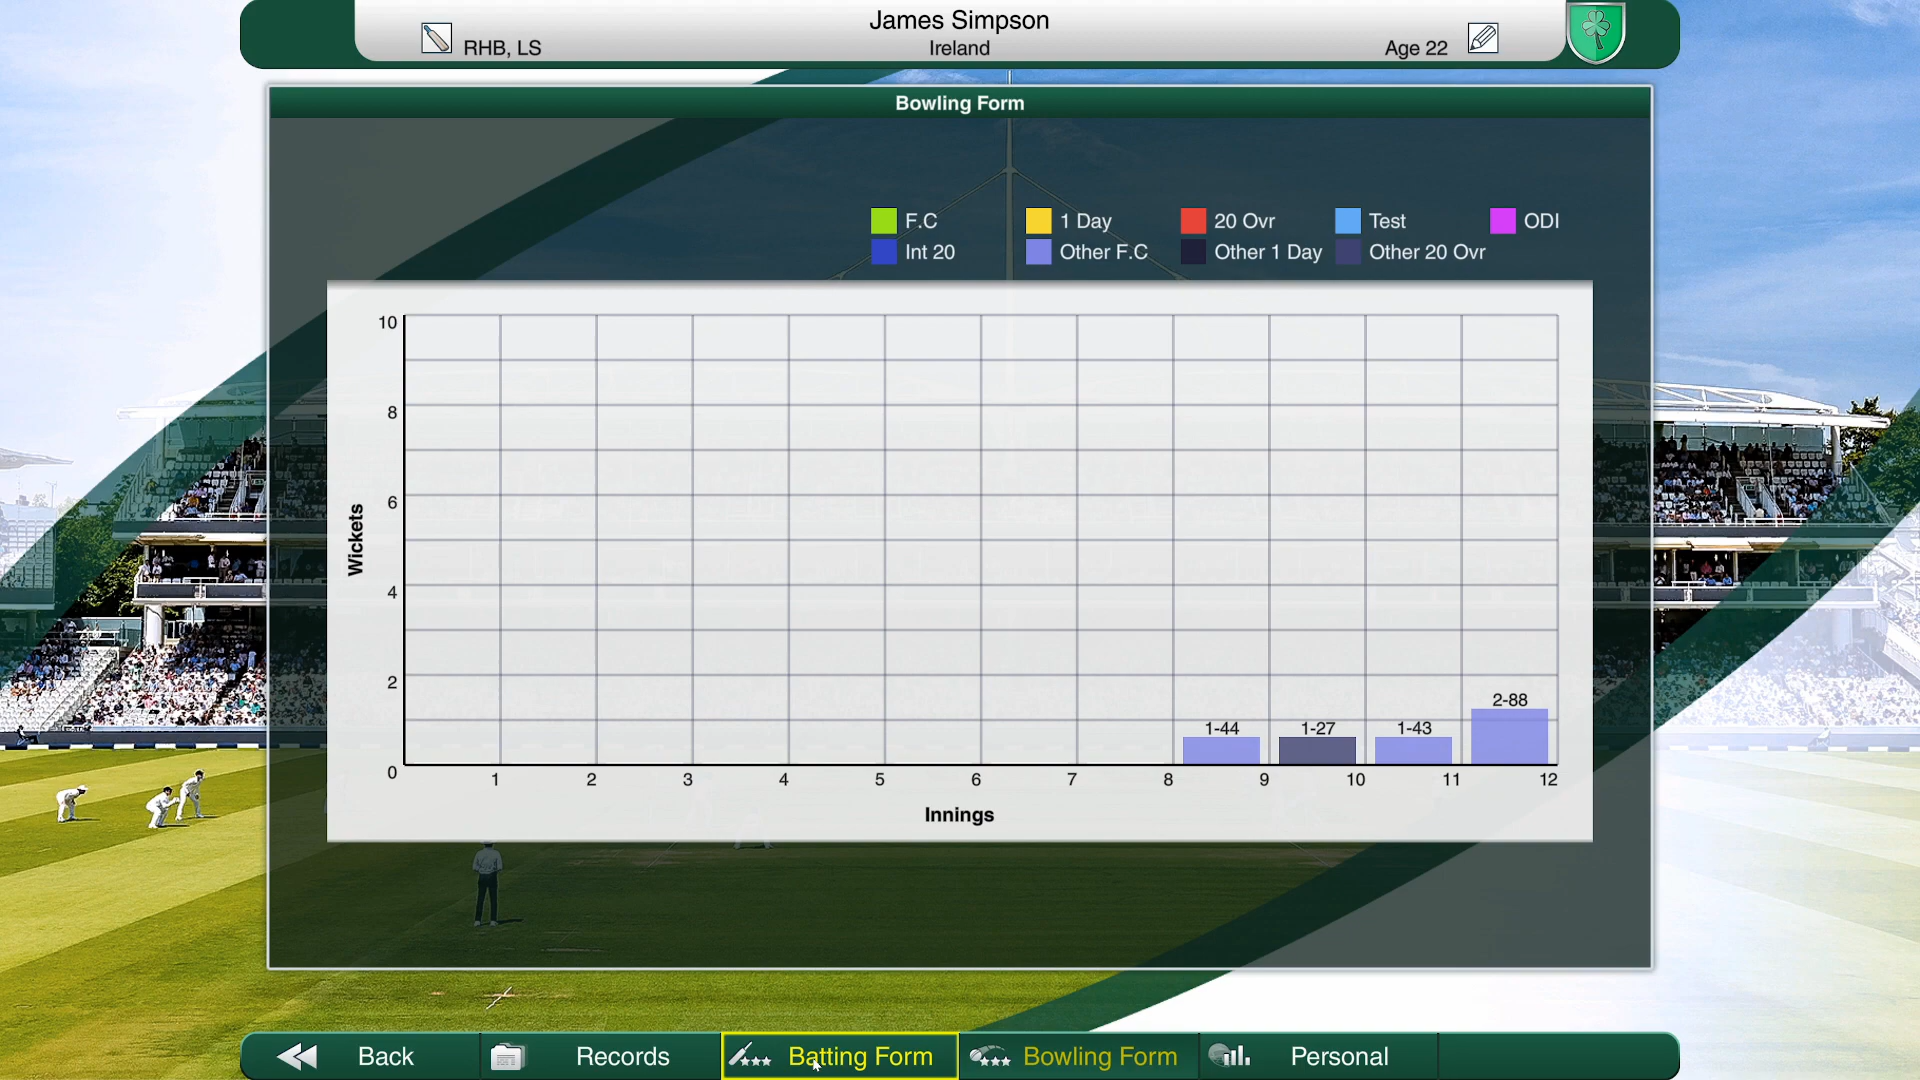 James Simpson
RHB, LS
Ireland
Age 22
Bowling Form
F.C
1 Day
20 Ovr
Test
ODI
Int 20
Other F.C
Other 1 Day
Other 20 Ovr
10
8
6
4
2
0
Wickets
1-44
1-27
1-43
2-88
1
2
3
4
5
6
7
8
9
10
11
12
Innings
Back
Records
Batting Form
Bowling Form
Personal